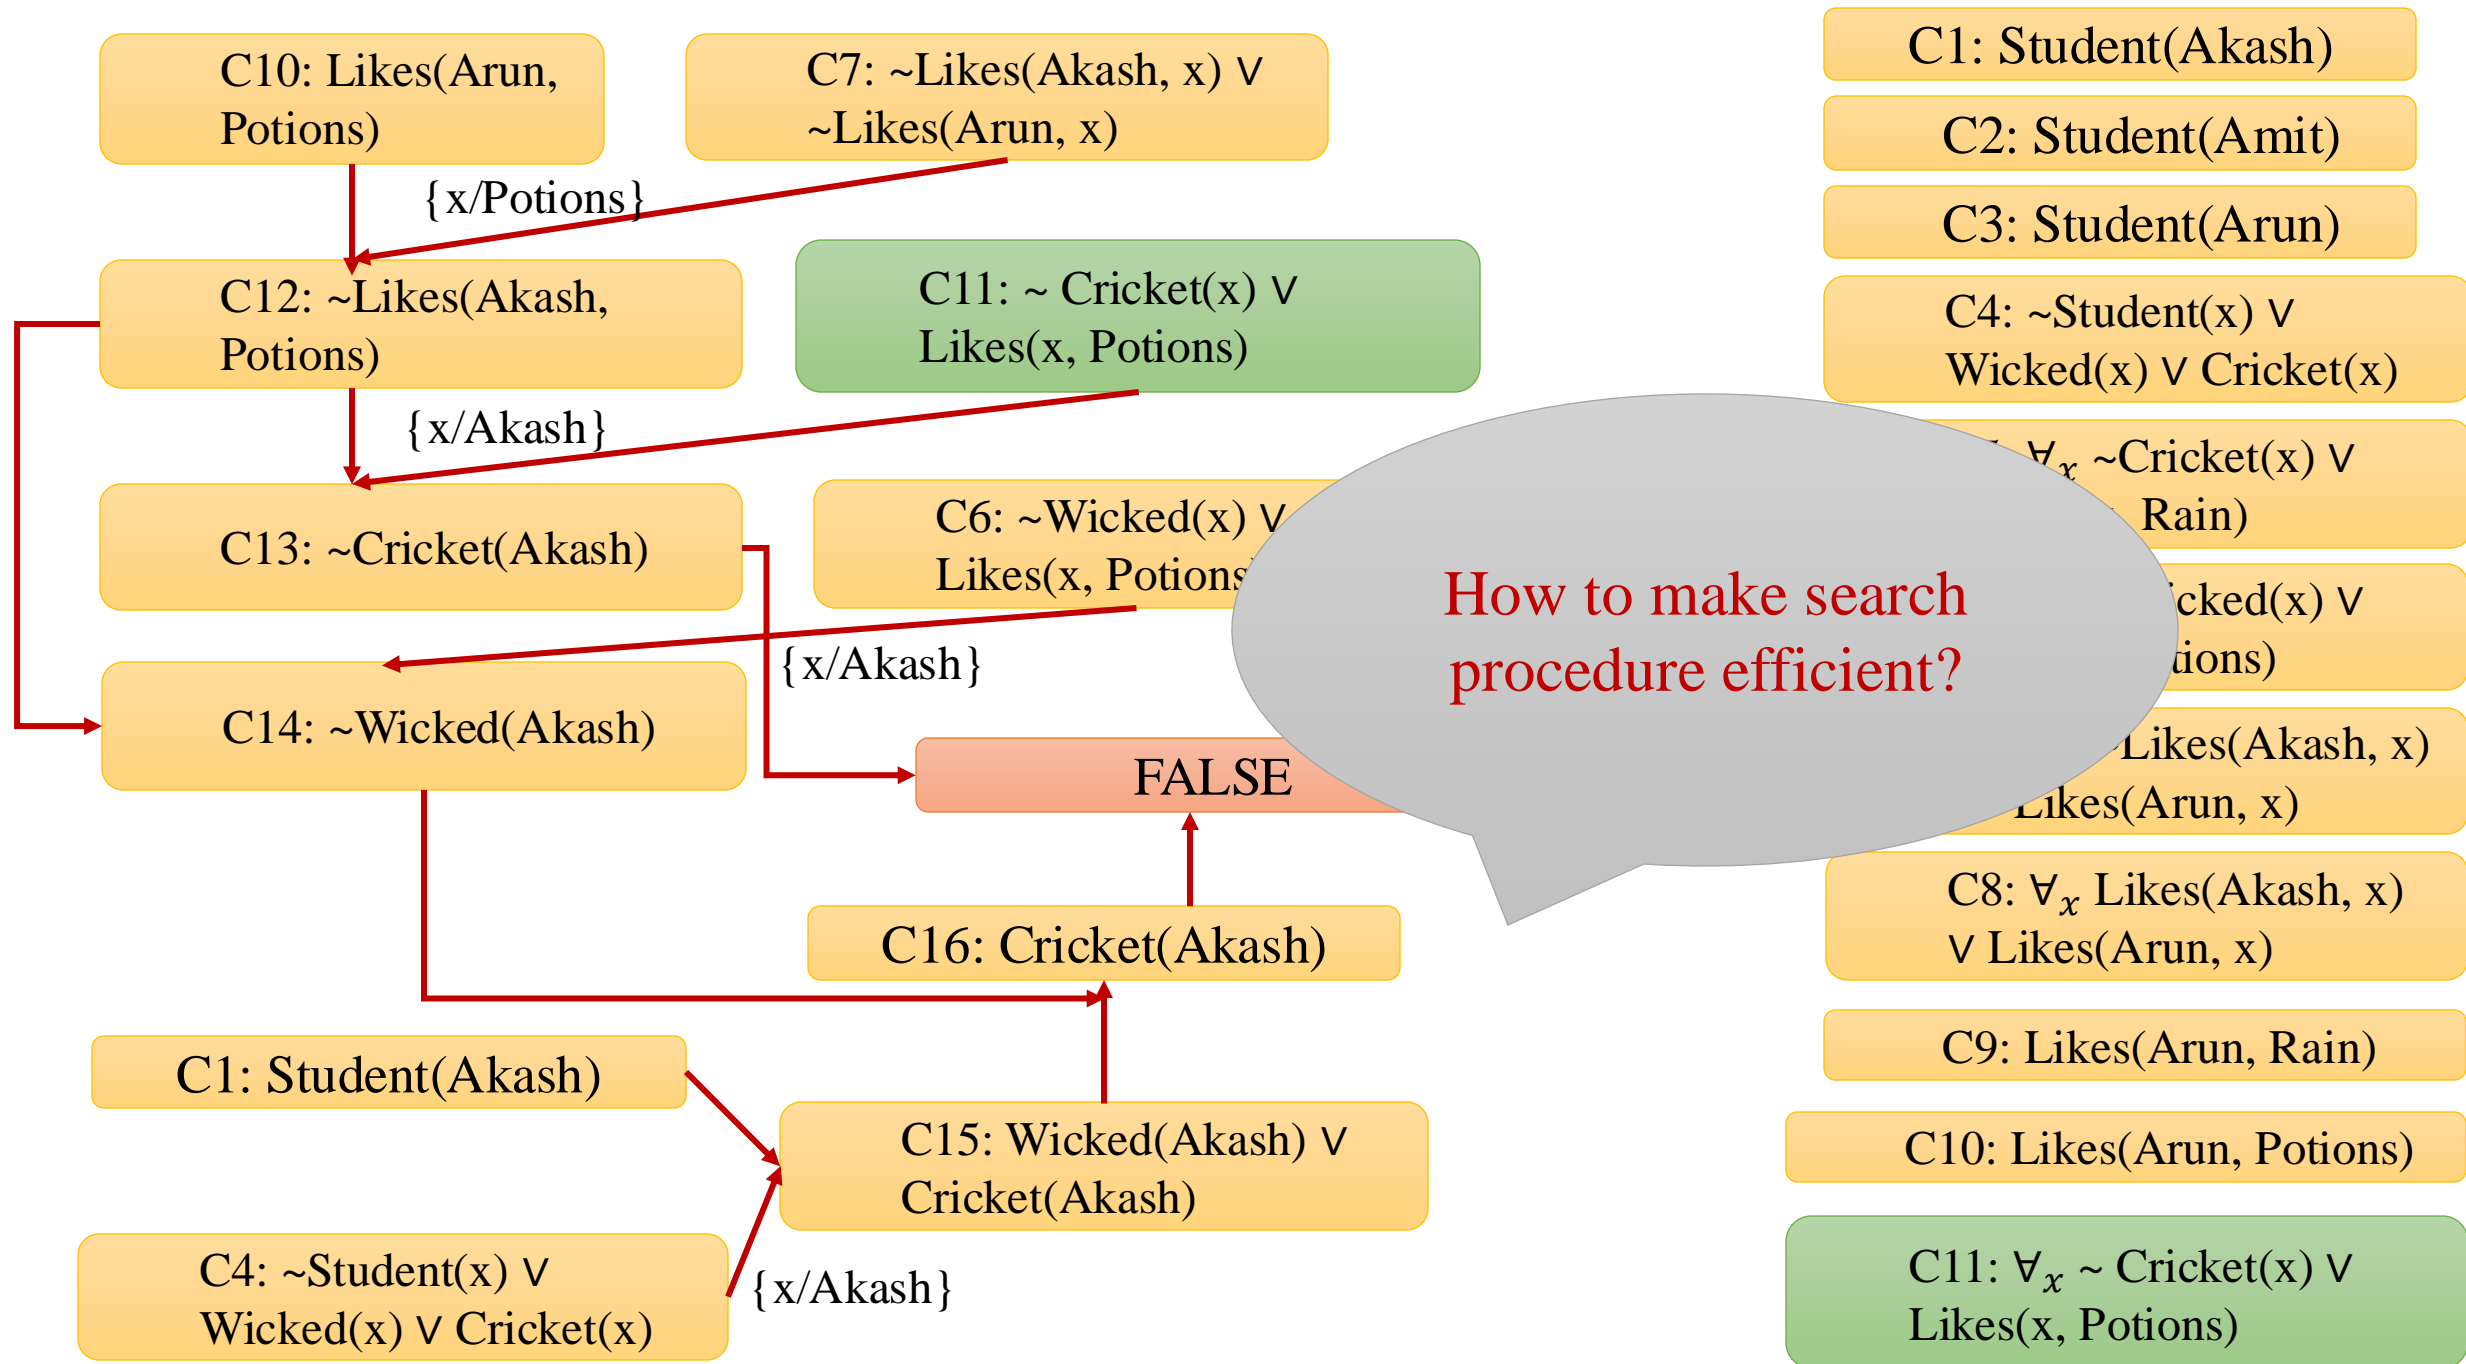 C10: Likes(Arun,
Potions)
C7: ~Likes(Akash, x) ∨
~Likes(Arun, x)
{x/Potions}
C12: ~Likes(Akash,
Potions)
C11: ~ Cricket(x) ∨
Likes(x, Potions)
{x/Akash}
C13: ~Cricket(Akash)
C6: ~Wicked(x) ∨
Likes(x, Potions
{x/Akash}
C14: ~Wicked(Akash)
FALSE
C16: Cricket(Akash)
C1: Student(Akash)
C15: Wicked(Akash) ∨
Cricket(Akash)
C4: ~Student(x) ∨
Wicked(x) ∨ Cricket(x)
{x/Akash}
How to make search
procedure efficient?
C1: Student(Akash)
C2: Student(Amit)
C3: Student(Arun)
C4: ~Student(x) ∨
Wicked(x) ∨ Cricket(x)
∀x ~Cricket(x) ∨
Rain)
cked(x) ∨
tions)
Likes(Akash, x)
Likes(Arun, x)
C8: ∀x Likes(Akash, x)
∨ Likes(Arun, x)
C9: Likes(Arun, Rain)
C10: Likes(Arun, Potions)
C11: ∀x ~ Cricket(x) ∨
Likes(x, Potions)